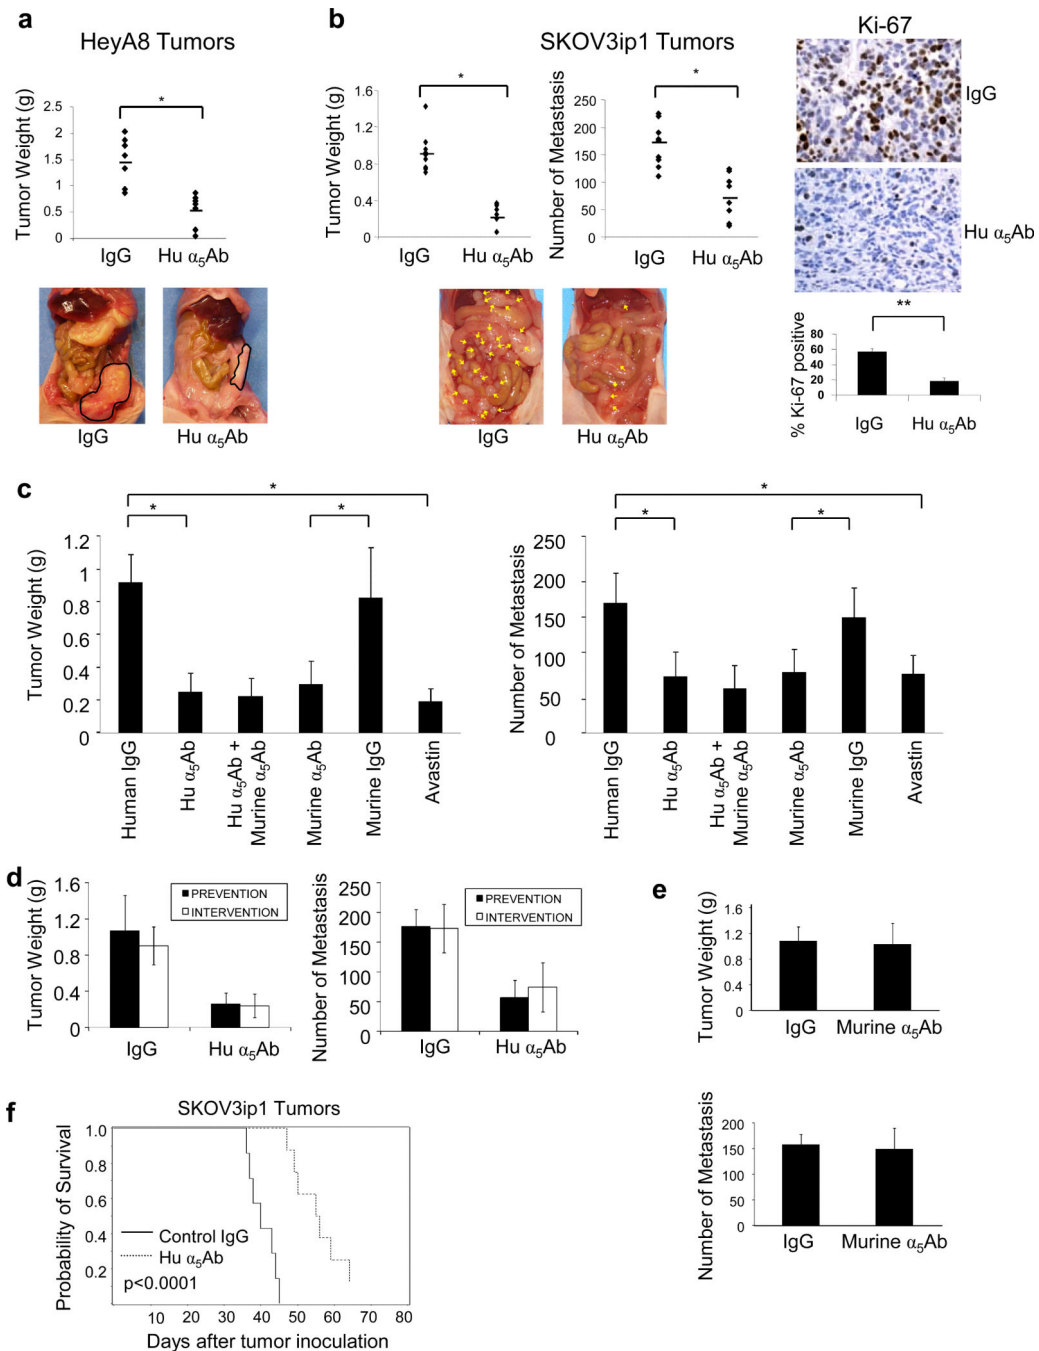 a
HeyA8 Tumors
Tumor Weight (g)
2.5
2
1.5
1
0.5
0
*
IgG
Hu α5Ab
IgG
Hu α5Ab
b
SKOV3ip1 Tumors
Tumor Weight (g)
1.6
1.2
0.8
0.4
0
*
IgG
Hu α5Ab
Number of Metastasis
250
200
150
100
50
0
*
IgG
Hu α5Ab
IgG
Hu α5Ab
Ki-67
IgG
Hu α5Ab
% Ki-67 positive
80
60
40
20
0
**
IgG
Hu α5Ab
c
Tumor Weight (g)
1.2
1
0.8
0.6
0.4
0.2
0
*
*
*
Human IgG
Hu α5Ab
Hu α5Ab +
Murine α5Ab
Murine α5Ab
Murine IgG
Avastin
Number of Metastasis
250
200
150
100
50
0
*
*
*
Human IgG
Hu α5Ab
Hu α5Ab +
Murine α5Ab
Murine α5Ab
Murine IgG
Avastin
d
Tumor Weight (g)
1.6
1.2
0.8
0.4
0
PREVENTION
INTERVENTION
IgG
Hu α5Ab
Number of Metastasis
250
200
150
100
50
0
PREVENTION
INTERVENTION
IgG
Hu α5Ab
e
Tumor Weight (g)
1.6
1.2
0.8
0.4
0
IgG
Murine α5Ab
Number of Metastasis
200
150
100
50
0
IgG
Murine α5Ab
f
SKOV3ip1 Tumors
Probability of Survival
1.0
0.8
0.6
0.4
0.2
Control IgG
Hu α5Ab
p<0.0001
10 20 30 40 50 60 70 80
Days after tumor inoculation